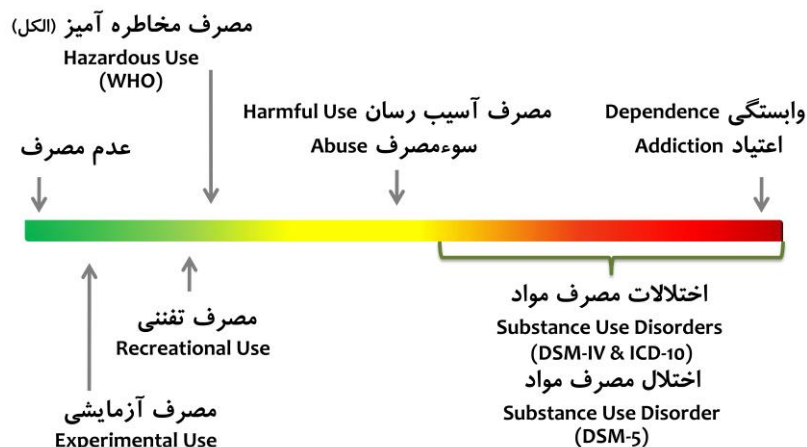 مصرف مخاطره آمیز (الکل)
Hazardous Use
(WHO)
مصرف آسیب رسان Harmful Use
سوءمصرف Abuse
وابستگی Dependence
اعتیاد Addiction
عدم مصرف
مصرف تفننی
Recreational Use
مصرف آزمایشی
Experimental Use
اختلالات مصرف مواد
Substance Use Disorders
(DSM-IV & ICD-10)
اختلال مصرف مواد
Substance Use Disorder
(DSM-5)